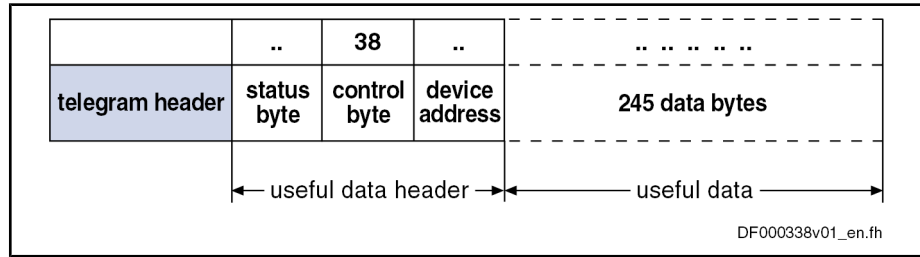 .. 38 .. .. .. .. .. ..
telegram header status byte control byte device address 245 data bytes
useful data header useful data
DF000338v01_en.fh